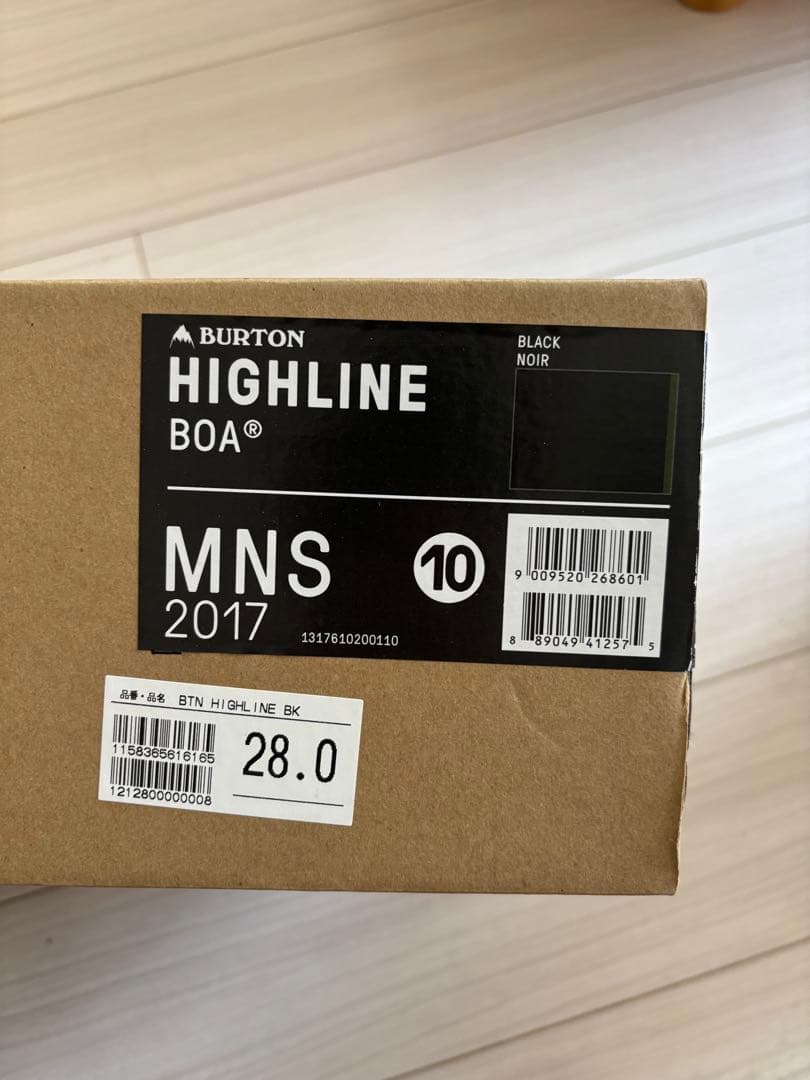 BURTON
HIGHLINE
BOA®
BLACK
NOIR
MNS
2017
10
1317610200110
9 009520 268601
8 89049 41257 5
品番・品名 BTN HIGHLINE BK
1158365616165
1212800000008
28.0